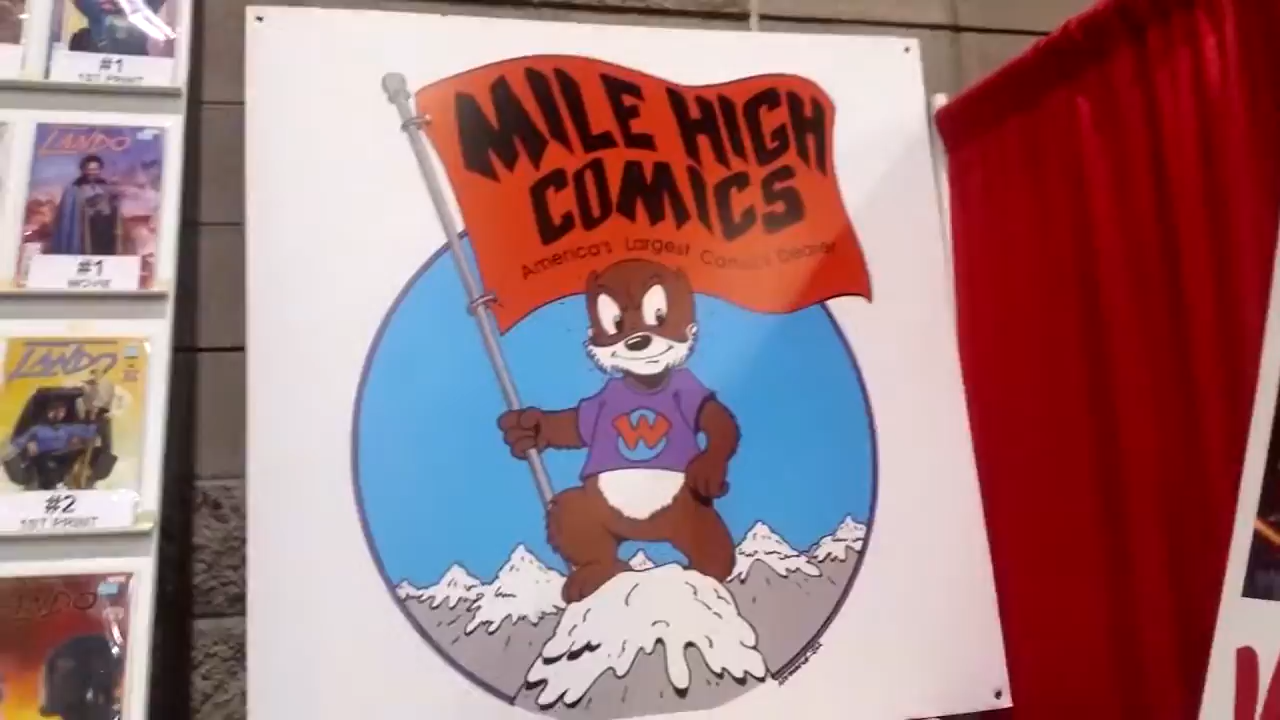 #1
1ST PRINT
LANDO
#1
MOVIE
LANDO
#2
1ST PRINT
LANDO
MILE HIGH
COMICS
America's Largest Comics Dealer
W